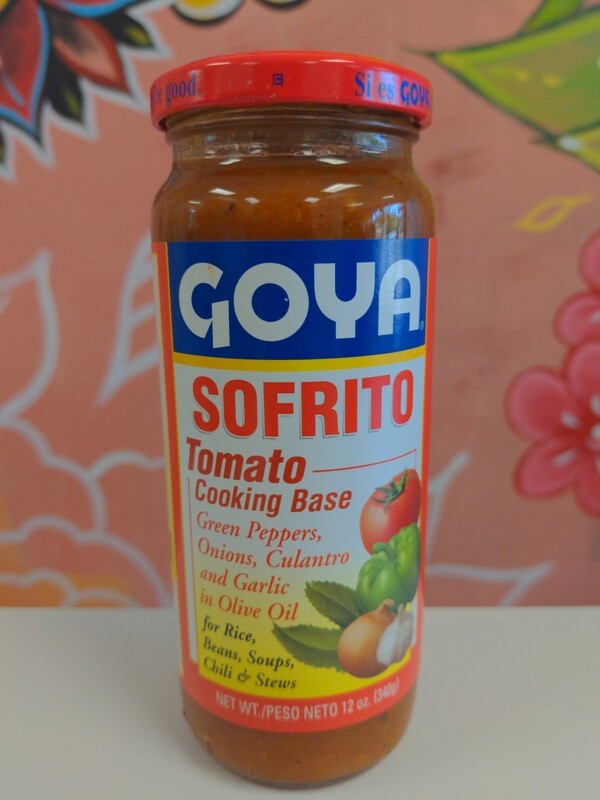 be good.
Si es GOYA
GOYA
SOFRITO
Tomato
Cooking Base
Green Peppers,
Onions, Culantro
and Garlic
in Olive Oil
for Rice,
Beans, Soups,
Chili & Stews
NET WT./PESO NETO 12 oz. (340g)